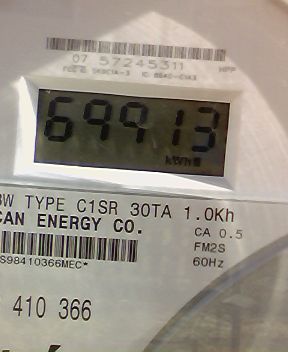 07 57245311
69913
kWh
3W TYPE C1SR 30TA 1.0Kh
CAN ENERGY CO.
CA 0.5
FM2S
60Hz
S98410366MEC*
410 366